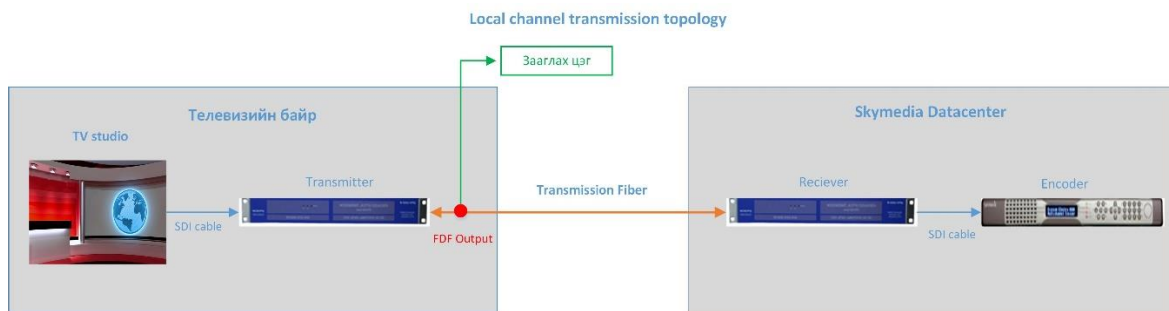 Local channel transmission topology
Зааглах цэг
Телевизийн байр
TV studio
Transmitter
SDI cable
FDF Output
Transmission Fiber
Skymedia Datacenter
Reciever
Encoder
SDI cable